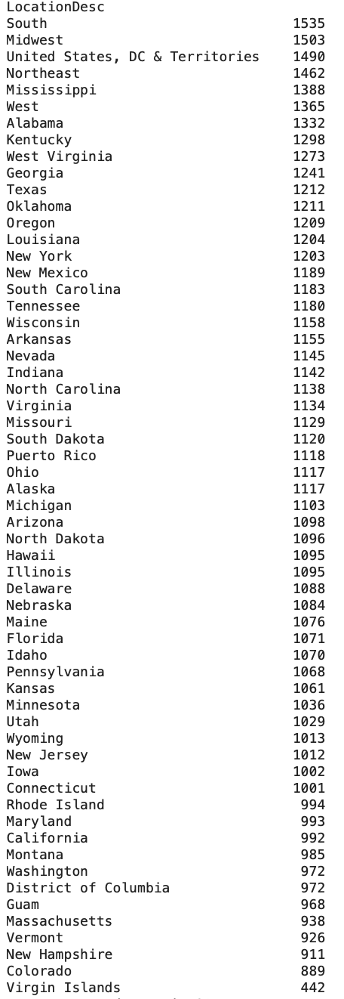 LocationDesc
South 1535
Midwest 1503
United States, DC & Territories 1490
Northeast 1462
Mississippi 1388
West 1365
Alabama 1332
Kentucky 1298
West Virginia 1273
Georgia 1241
Texas 1212
Oklahoma 1211
Oregon 1209
Louisiana 1204
New York 1203
New Mexico 1189
South Carolina 1183
Tennessee 1180
Wisconsin 1158
Arkansas 1155
Nevada 1145
Indiana 1142
North Carolina 1138
Virginia 1134
Missouri 1129
South Dakota 1120
Puerto Rico 1118
Ohio 1117
Alaska 1117
Michigan 1103
Arizona 1098
North Dakota 1096
Hawaii 1095
Illinois 1095
Delaware 1088
Nebraska 1084
Maine 1076
Florida 1071
Idaho 1070
Pennsylvania 1068
Kansas 1061
Minnesota 1036
Utah 1029
Wyoming 1013
New Jersey 1012
Iowa 1002
Connecticut 1001
Rhode Island 994
Maryland 993
California 992
Montana 985
Washington 972
District of Columbia 972
Guam 968
Massachusetts 938
Vermont 926
New Hampshire 911
Colorado 889
Virgin Islands 442